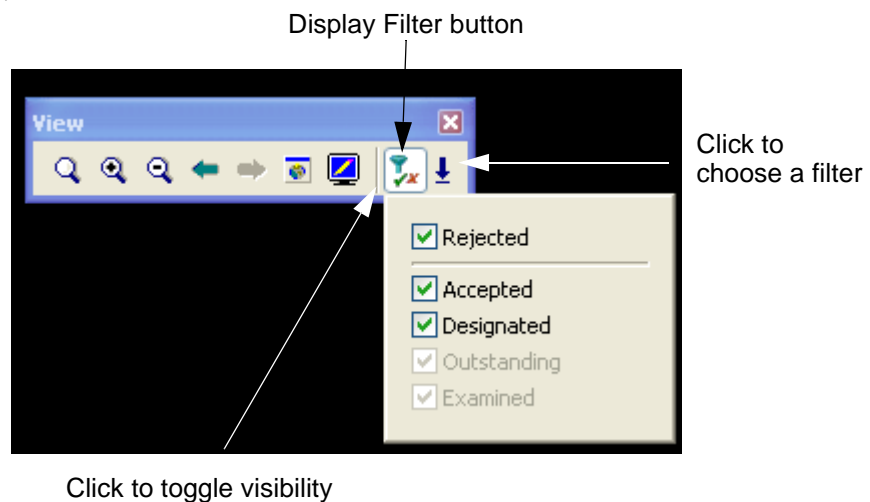 Display Filter button
View
Click to
choose a filter
Rejected
Accepted
Designated
Outstanding
Examined
Click to toggle visibility